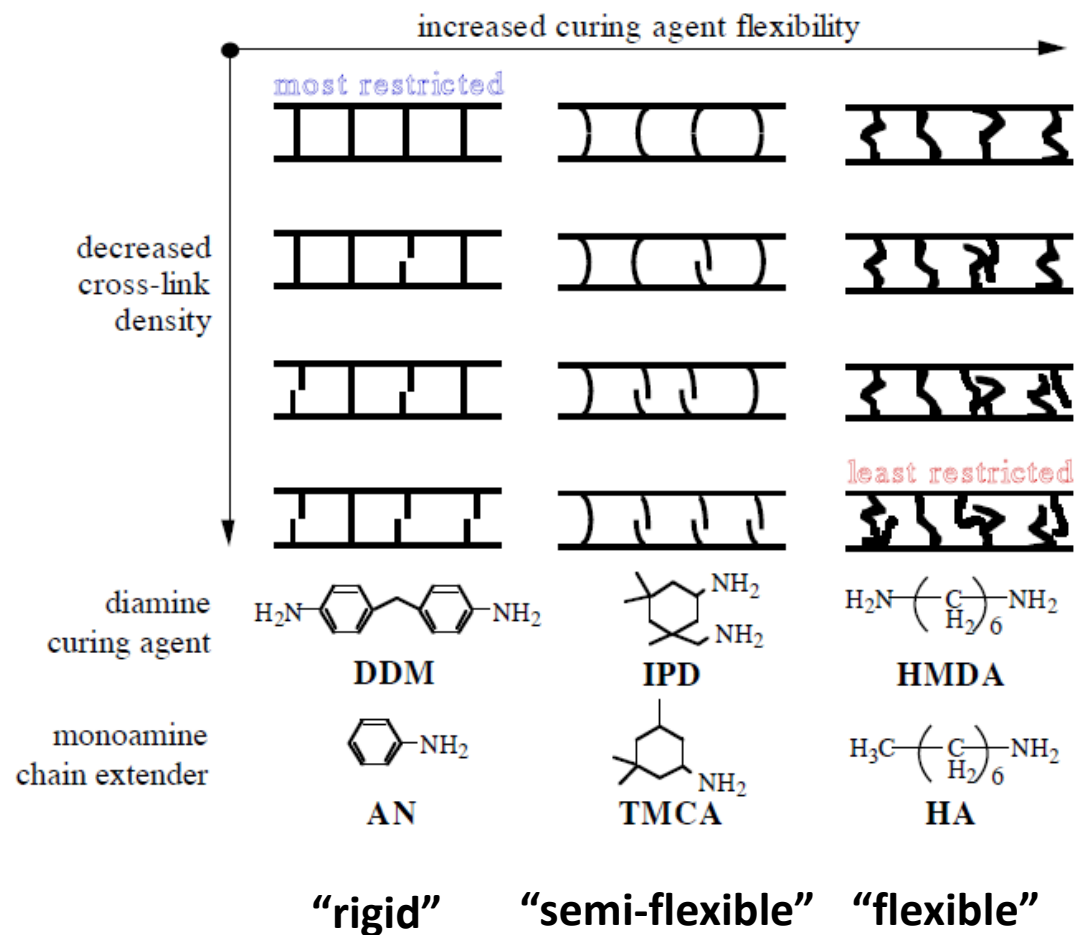 increased curing agent flexibility
most restricted
decreased
cross-link
density
least restricted
diamine
curing agent
H2N
NH2
DDM
NH2
NH2
IPD
H2N
C
H2
6
NH2
HMDA
monoamine
chain extender
NH2
AN
NH2
TMCA
H3C
C
H2
6
NH2
HA
“rigid”
“semi-flexible”
“flexible”